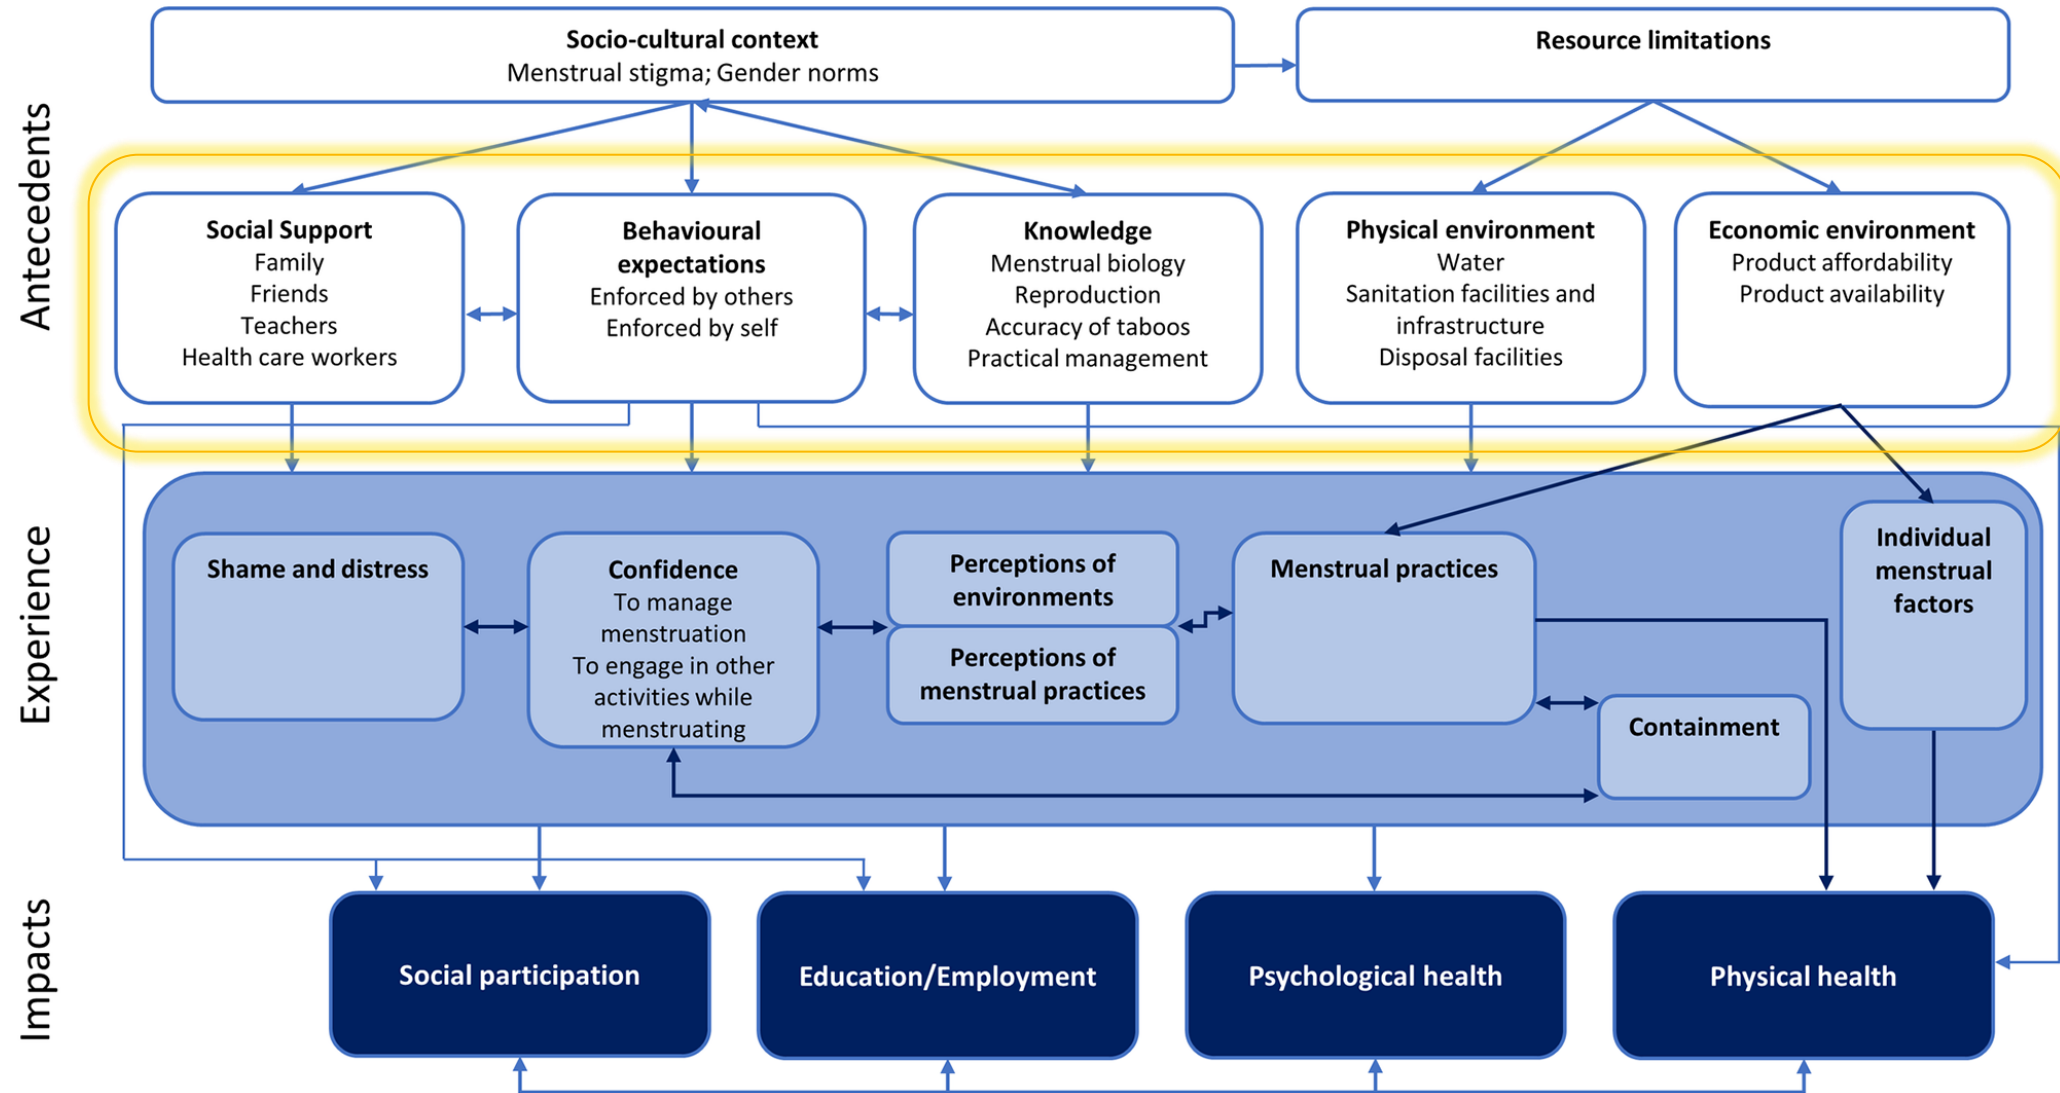 Antecedents
Socio-cultural context
Menstrual stigma; Gender norms
Resource limitations
Social Support
Family
Friends
Teachers
Health care workers
Behavioural
expectations
Enforced by others
Enforced by self
Knowledge
Menstrual biology
Reproduction
Accuracy of taboos
Practical management
Physical environment
Water
Sanitation facilities and
infrastructure
Disposal facilities
Economic environment
Product affordability
Product availability
Experience
Shame and distress
Confidence
To manage
menstruation
To engage in other
activities while
menstruating
Perceptions of
environments
Perceptions of
menstrual practices
Menstrual practices
Containment
Individual
menstrual
factors
Impacts
Social participation
Education/Employment
Psychological health
Physical health